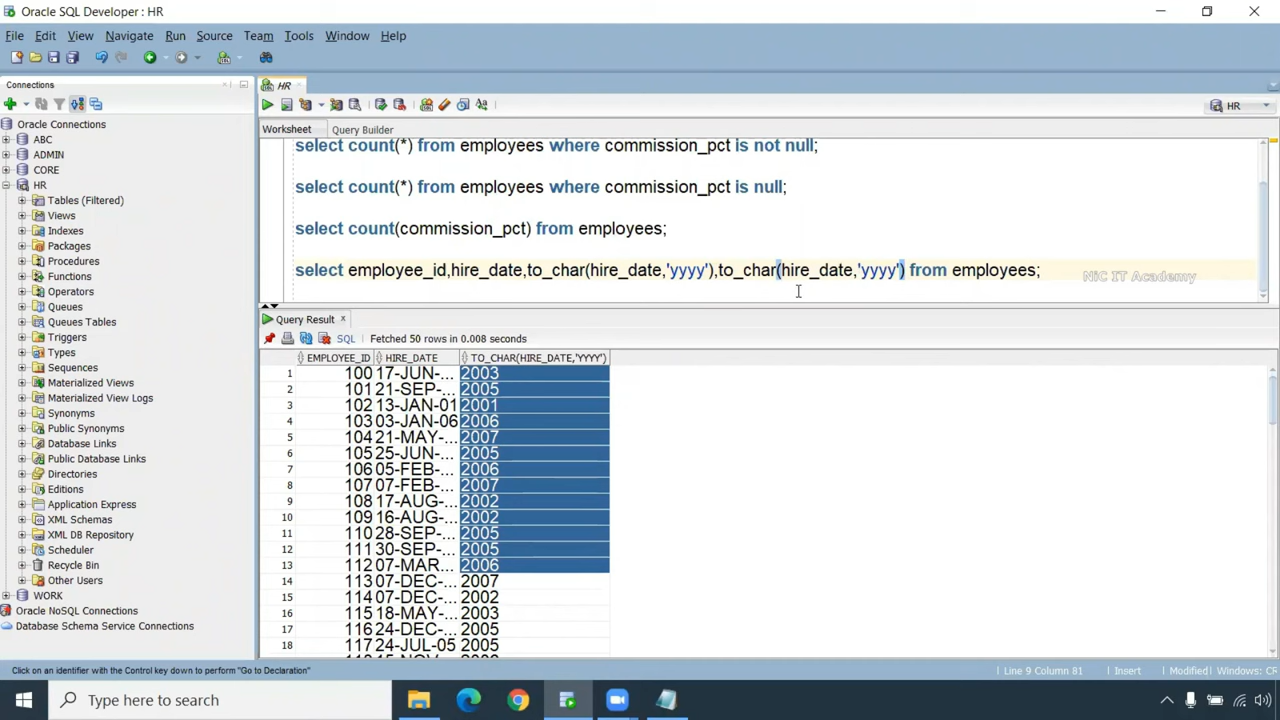 Oracle SQL Developer : HR
File Edit View Navigate Run Source Team Tools Window Help
Connections
HR
HR
Worksheet Query Builder
Oracle Connections
ABC
ADMIN
CORE
HR
Tables (Filtered)
Views
Indexes
Packages
Procedures
Functions
Operators
Queues
Queues Tables
Triggers
Types
Sequences
Materialized Views
Materialized View Logs
Synonyms
Public Synonyms
Database Links
Public Database Links
Directories
Editions
Application Express
XML Schemas
XML DB Repository
Scheduler
Recycle Bin
Other Users
WORK
Oracle NoSQL Connections
Database Schema Service Connections
select count(*) from employees where commission_pct is not null;
select count(*) from employees where commission_pct is null;
select count(commission_pct) from employees;
select employee_id,hire_date,to_char(hire_date,'yyyy'),to_char(hire_date,'yyyy') from employees;
NiC IT Academy
Query Result
SQL Fetched 50 rows in 0.008 seconds
EMPLOYEE_ID HIRE_DATE TO_CHAR(HIRE_DATE,'YYYY')
1 100 17-JUN-... 2003
2 101 21-SEP-... 2005
3 102 13-JAN-01 2001
4 103 03-JAN-06 2006
5 104 21-MAY-... 2007
6 105 25-JUN-... 2005
7 106 05-FEB-... 2006
8 107 07-FEB-... 2007
9 108 17-AUG-... 2002
10 109 16-AUG-... 2002
11 110 28-SEP-... 2005
12 111 30-SEP-... 2005
13 112 07-MAR... 2006
14 113 07-DEC-... 2007
15 114 07-DEC-... 2002
16 115 18-MAY-... 2003
17 116 24-DEC-... 2005
18 117 24-JUL-05 2005
Click on an identifier with the Control key down to perform "Go to Declaration"
Line 9 Column 81 Insert Modified Windows: CR
Type here to search